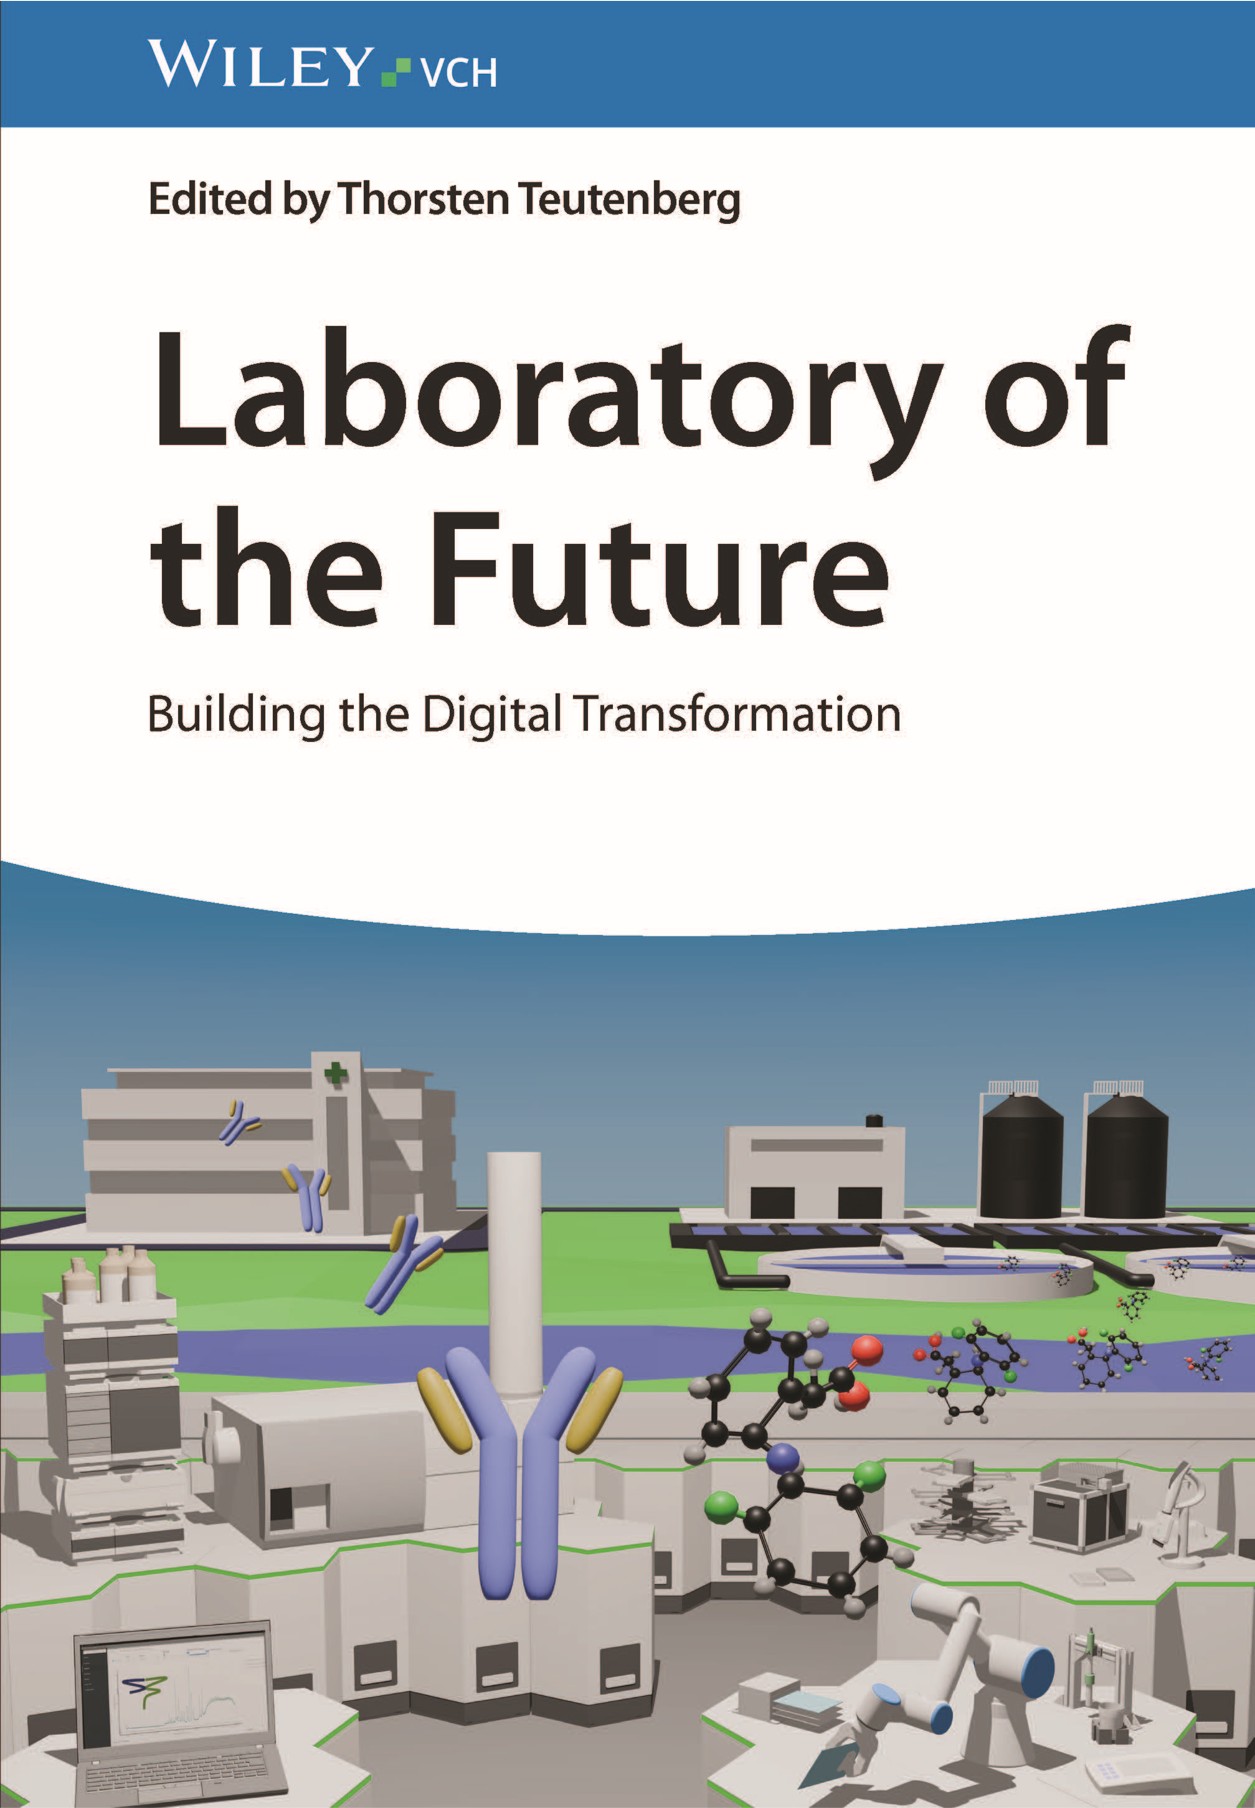 WILEY VCH
Edited by Thorsten Teutenberg
Laboratory of
the Future
Building the Digital Transformation